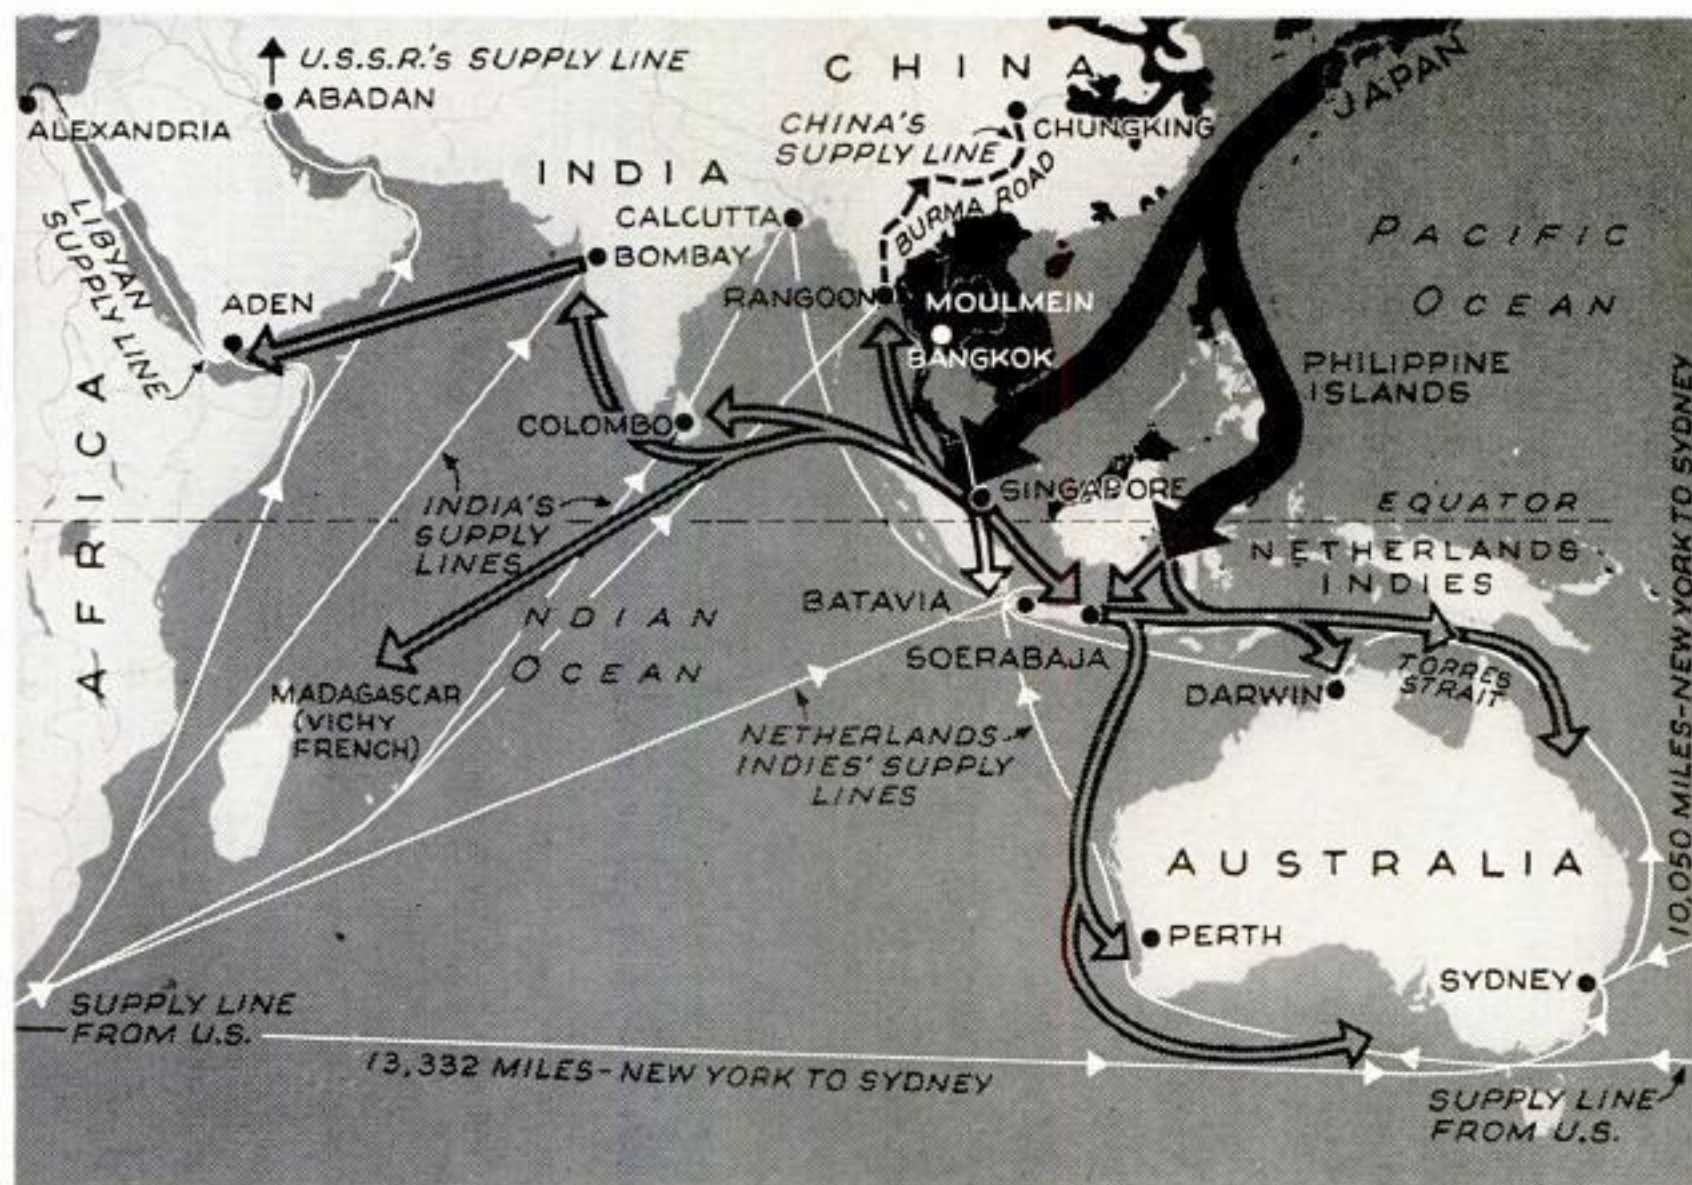 U.S.S.R.'s SUPPLY LINE
ABADAN
ALEXANDRIA
CHINA
JAPAN
CHINA'S
SUPPLY LINE
CHUNGKING
BURMA ROAD
INDIA
CALCUTTA
BOMBAY
LIBYAN
SUPPLY LINE
ADEN
RANGOON
MOULMEIN
BANGKOK
PACIFIC
OCEAN
PHILIPPINE
ISLANDS
AFRICA
COLOMBO
SINGAPORE
INDIA'S
SUPPLY
LINES
EQUATOR
NETHERLANDS
INDIES
BATAVIA
SOERABAJA
NDIAN
OCEAN
MADAGASCAR
(VICHY
FRENCH)
NETHERLANDS
INDIES' SUPPLY
LINES
DARWIN
TORRES
STRAIT
AUSTRALIA
PERTH
SYDNEY
10,050 MILES-NEW YORK TO SYDNEY
SUPPLY LINE
FROM U.S.
13,332 MILES-NEW YORK TO SYDNEY
SUPPLY LINE
FROM U.S.